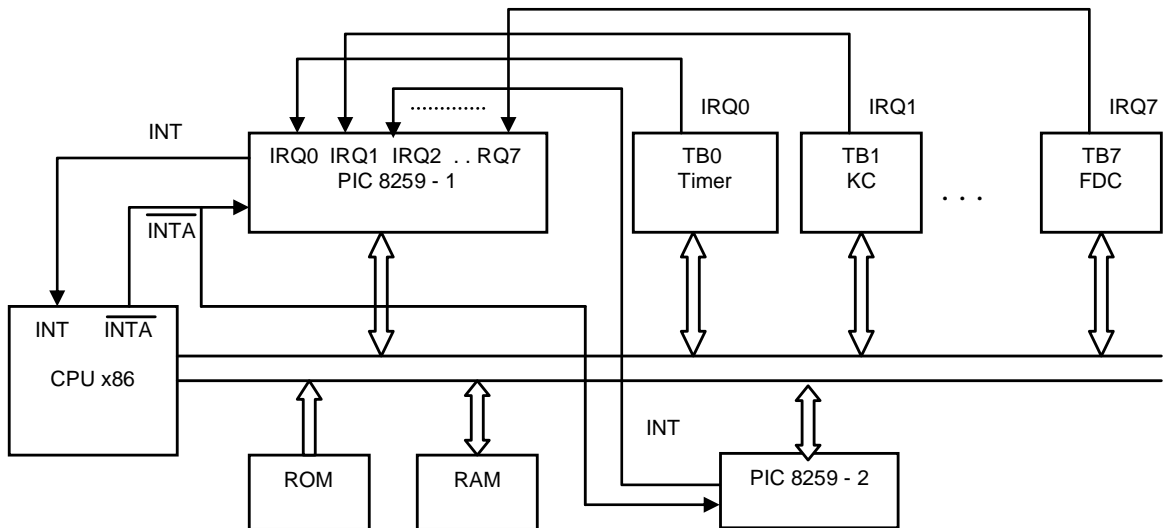 IRQ0
IRQ1
IRQ7
INT
.............
IRQ0 IRQ1 IRQ2 . . RQ7
PIC 8259 - 1
TB0
Timer
TB1
KC
. . .
TB7
FDC
INTA
INT INTA
CPU x86
INT
ROM
RAM
PIC 8259 - 2